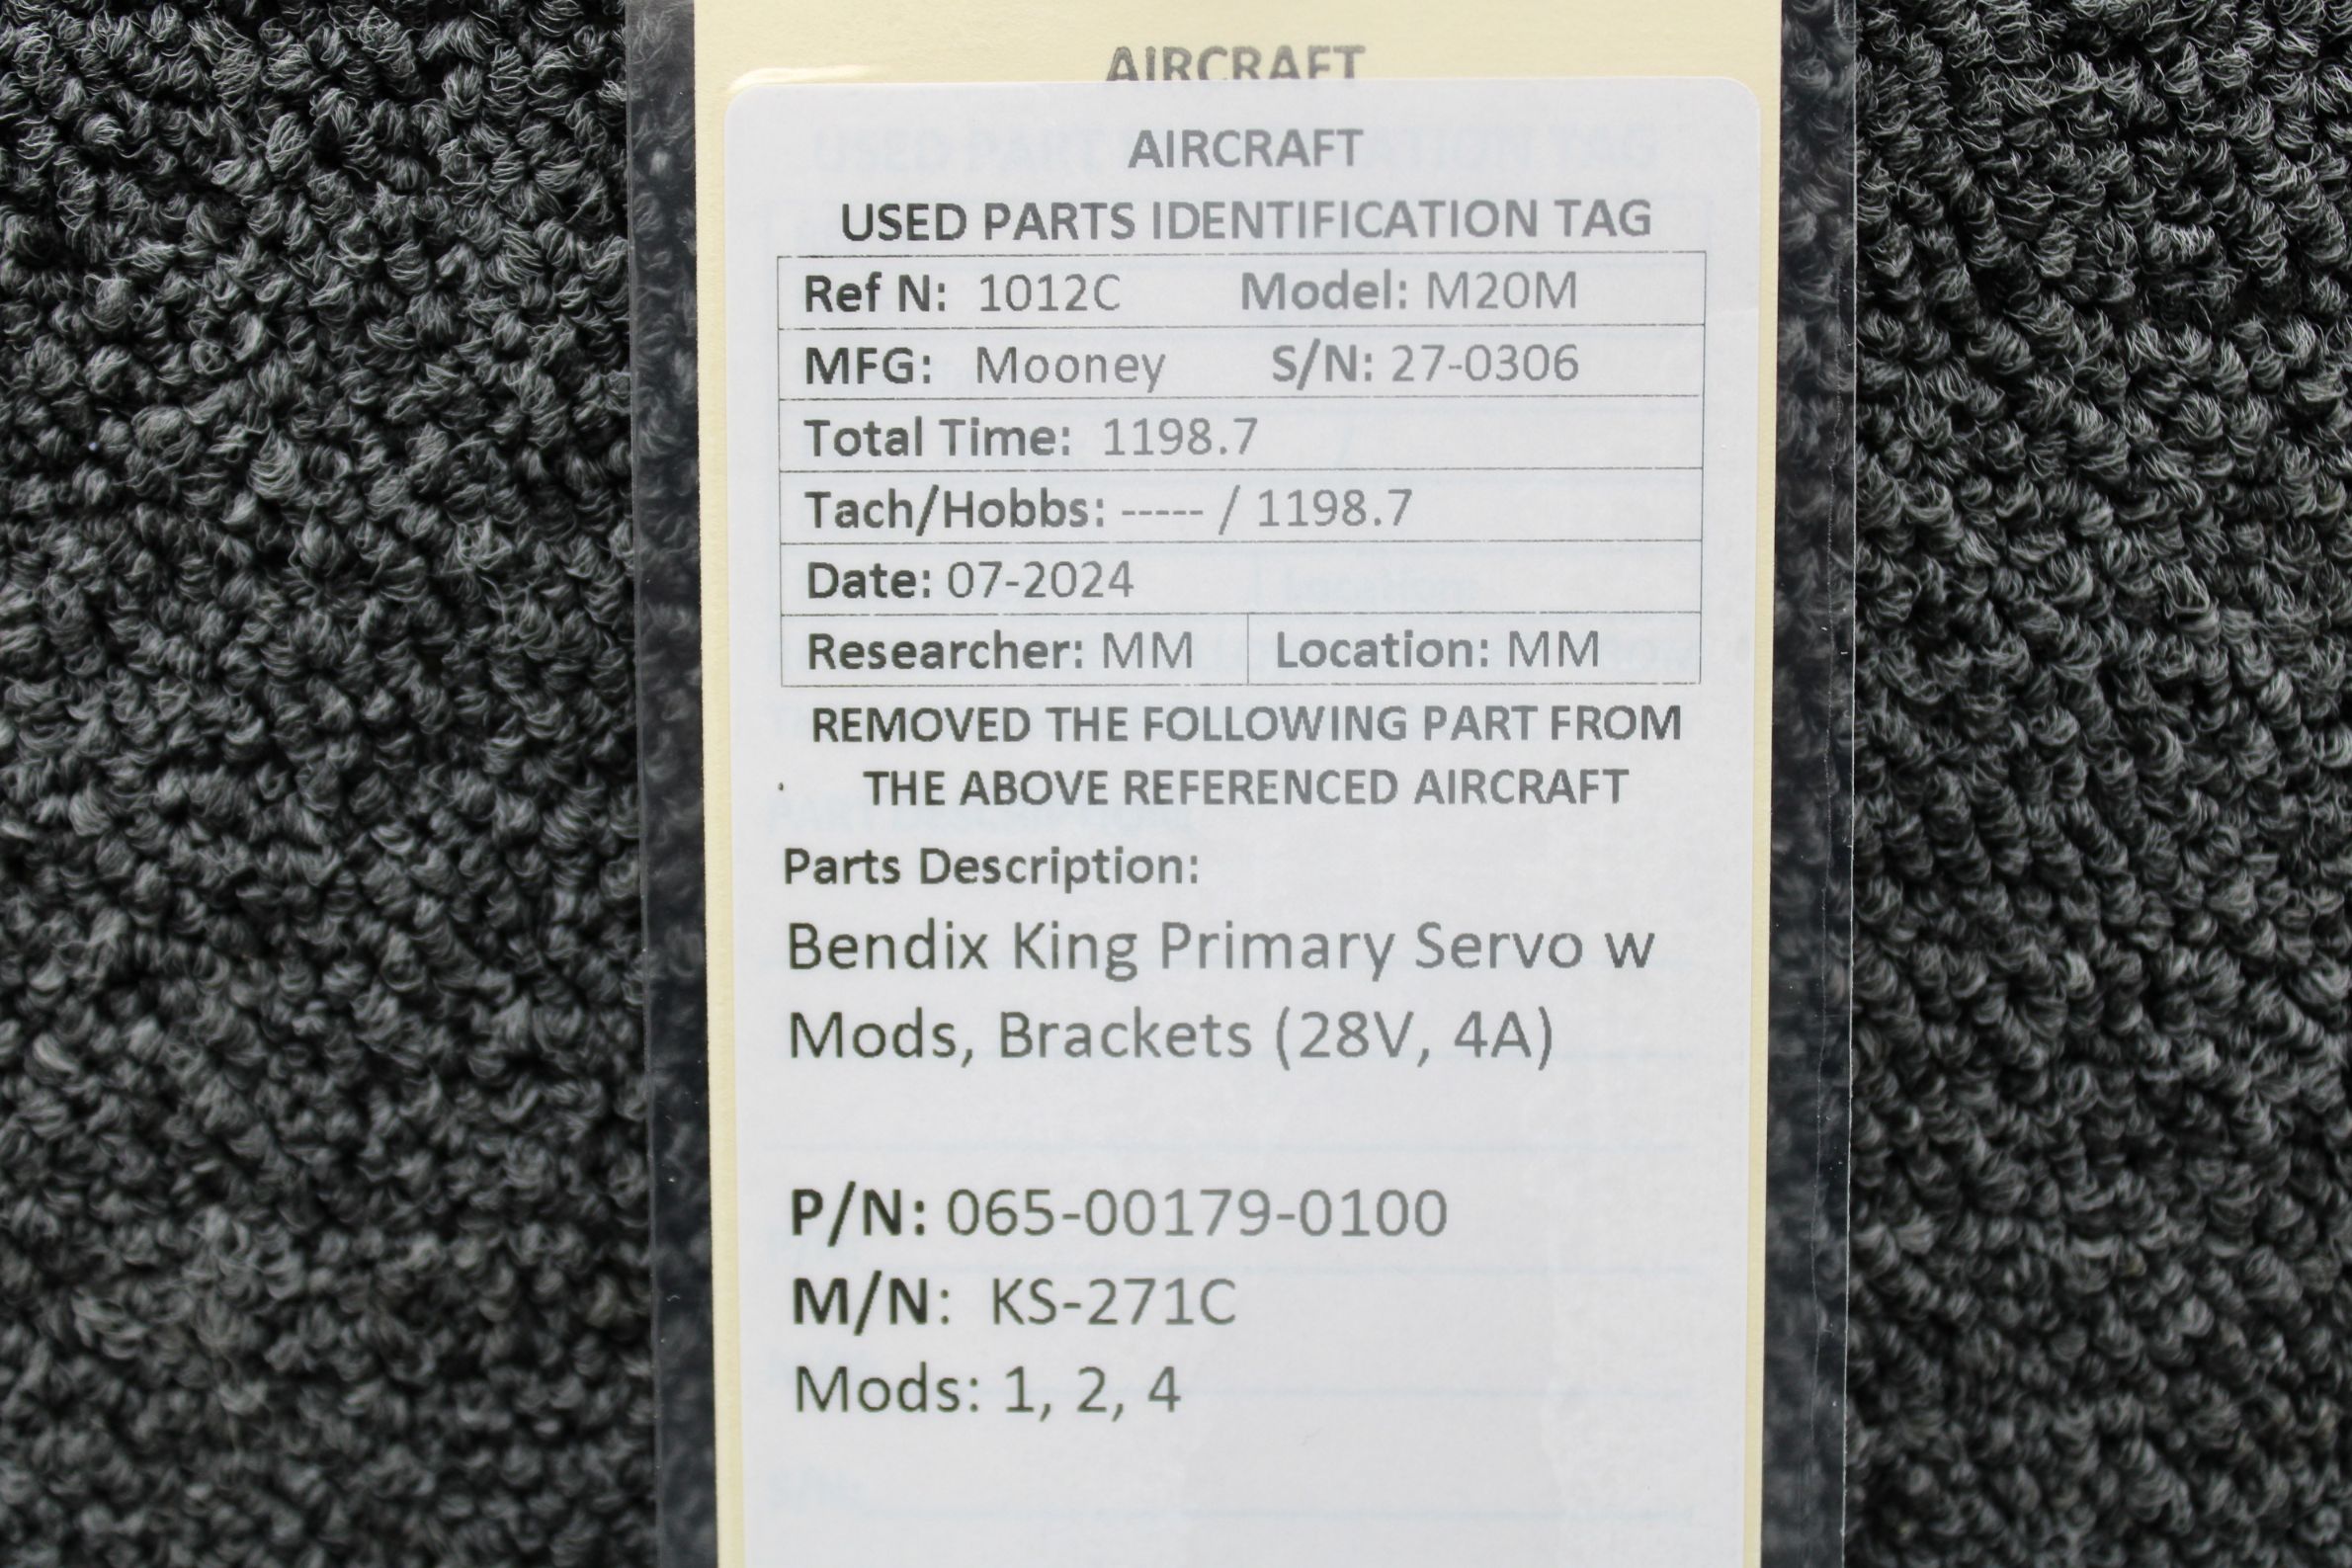 AIRCRAFT
AIRCRAFT
USED PARTS IDENTIFICATION TAG
Ref N: 1012C Model: M20M
MFG: Mooney S/N: 27-0306
Total Time: 1198.7
Tach/Hobbs: ----- / 1198.7
Date: 07-2024
Researcher: MM Location: MM
REMOVED THE FOLLOWING PART FROM
THE ABOVE REFERENCED AIRCRAFT
Parts Description:
Bendix King Primary Servo w
Mods, Brackets (28V, 4A)
P/N: 065-00179-0100
M/N: KS-271C
Mods: 1, 2, 4